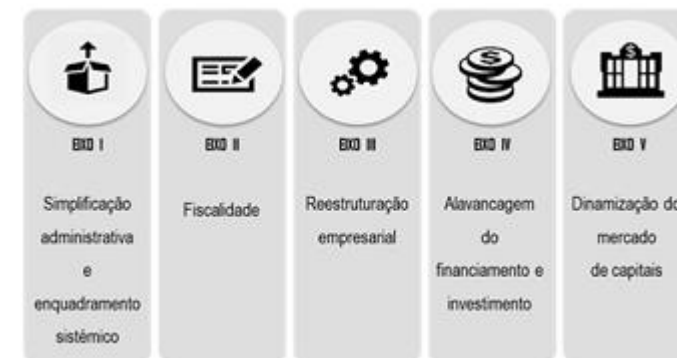 EIXO I
Simplificação
administrativa
e
enquadramento
sistémico
EIXO II
Fiscalidade
EIXO III
Reestruturação
empresarial
EIXO IV
Alavancagem
do
financiamento e
investimento
EIXO V
Dinamização do
mercado
de capitais